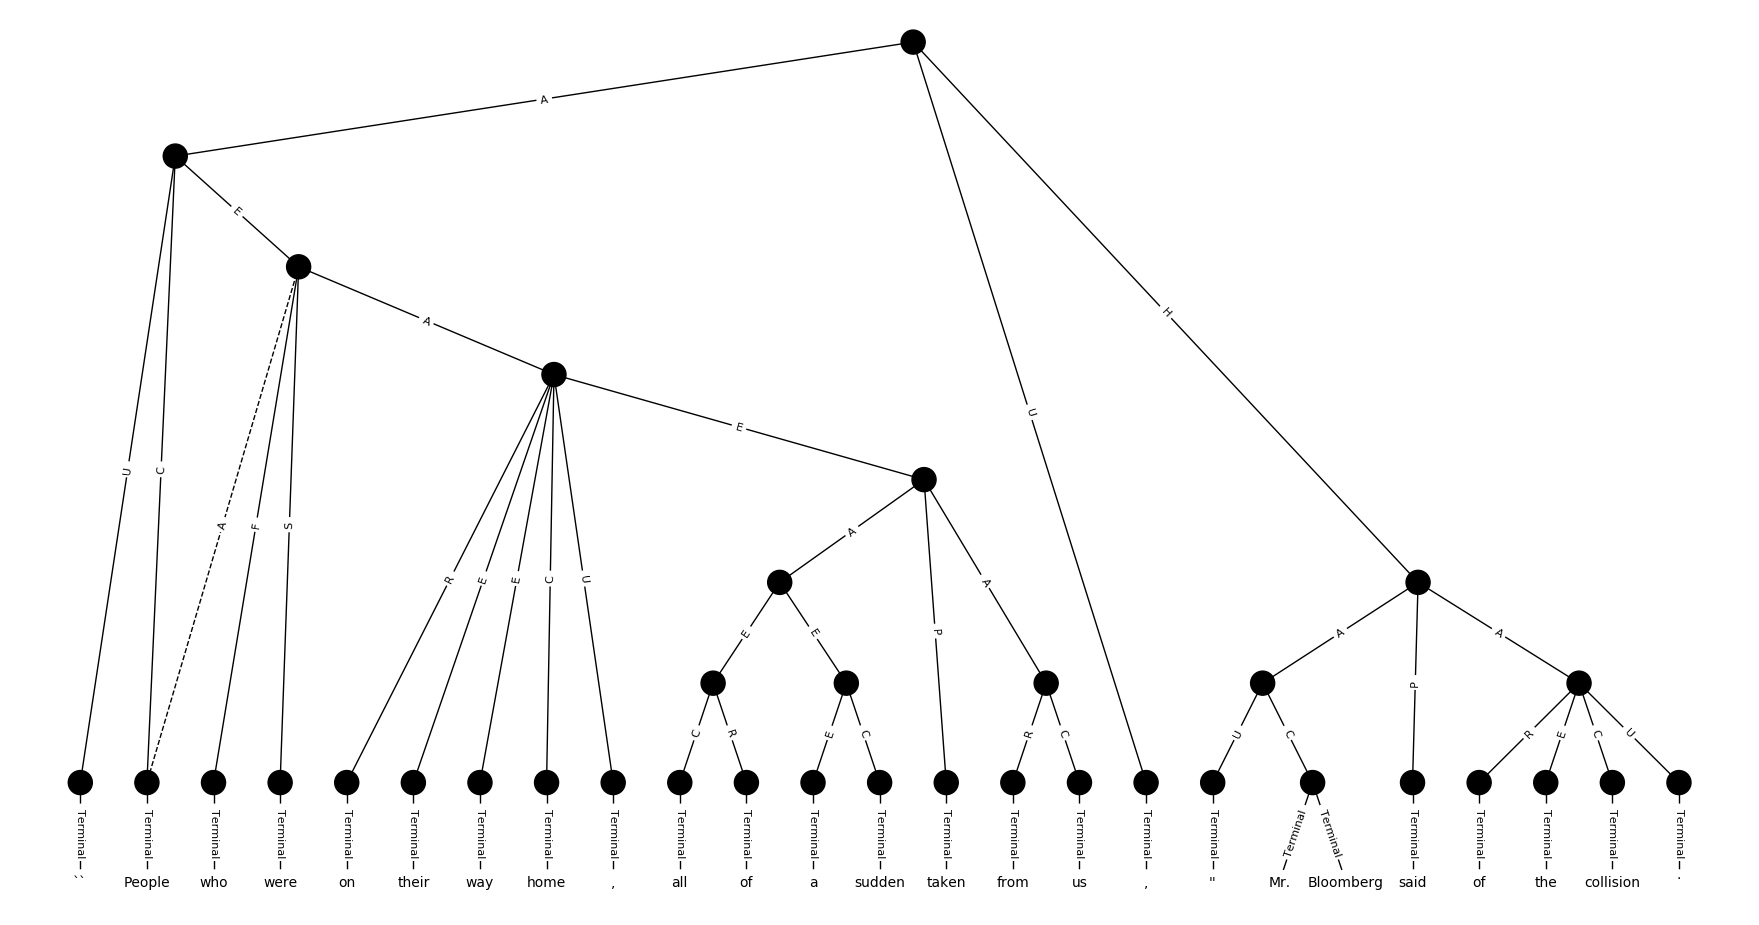 A
E
A
H
U
E
U
C
A
F
S
R
E
E
C
U
A
P
A
E
E
A
P
A
C
R
E
C
R
C
U
C
R
E
C
U
Terminal Terminal Terminal Terminal Terminal Terminal Terminal Terminal Terminal Terminal Terminal Terminal Terminal Terminal Terminal Terminal Terminal Terminal Terminal Terminal Terminal Terminal Terminal Terminal Terminal
`` People who were on their way home , all of a sudden taken from us , " Mr. Bloomberg said of the collision .